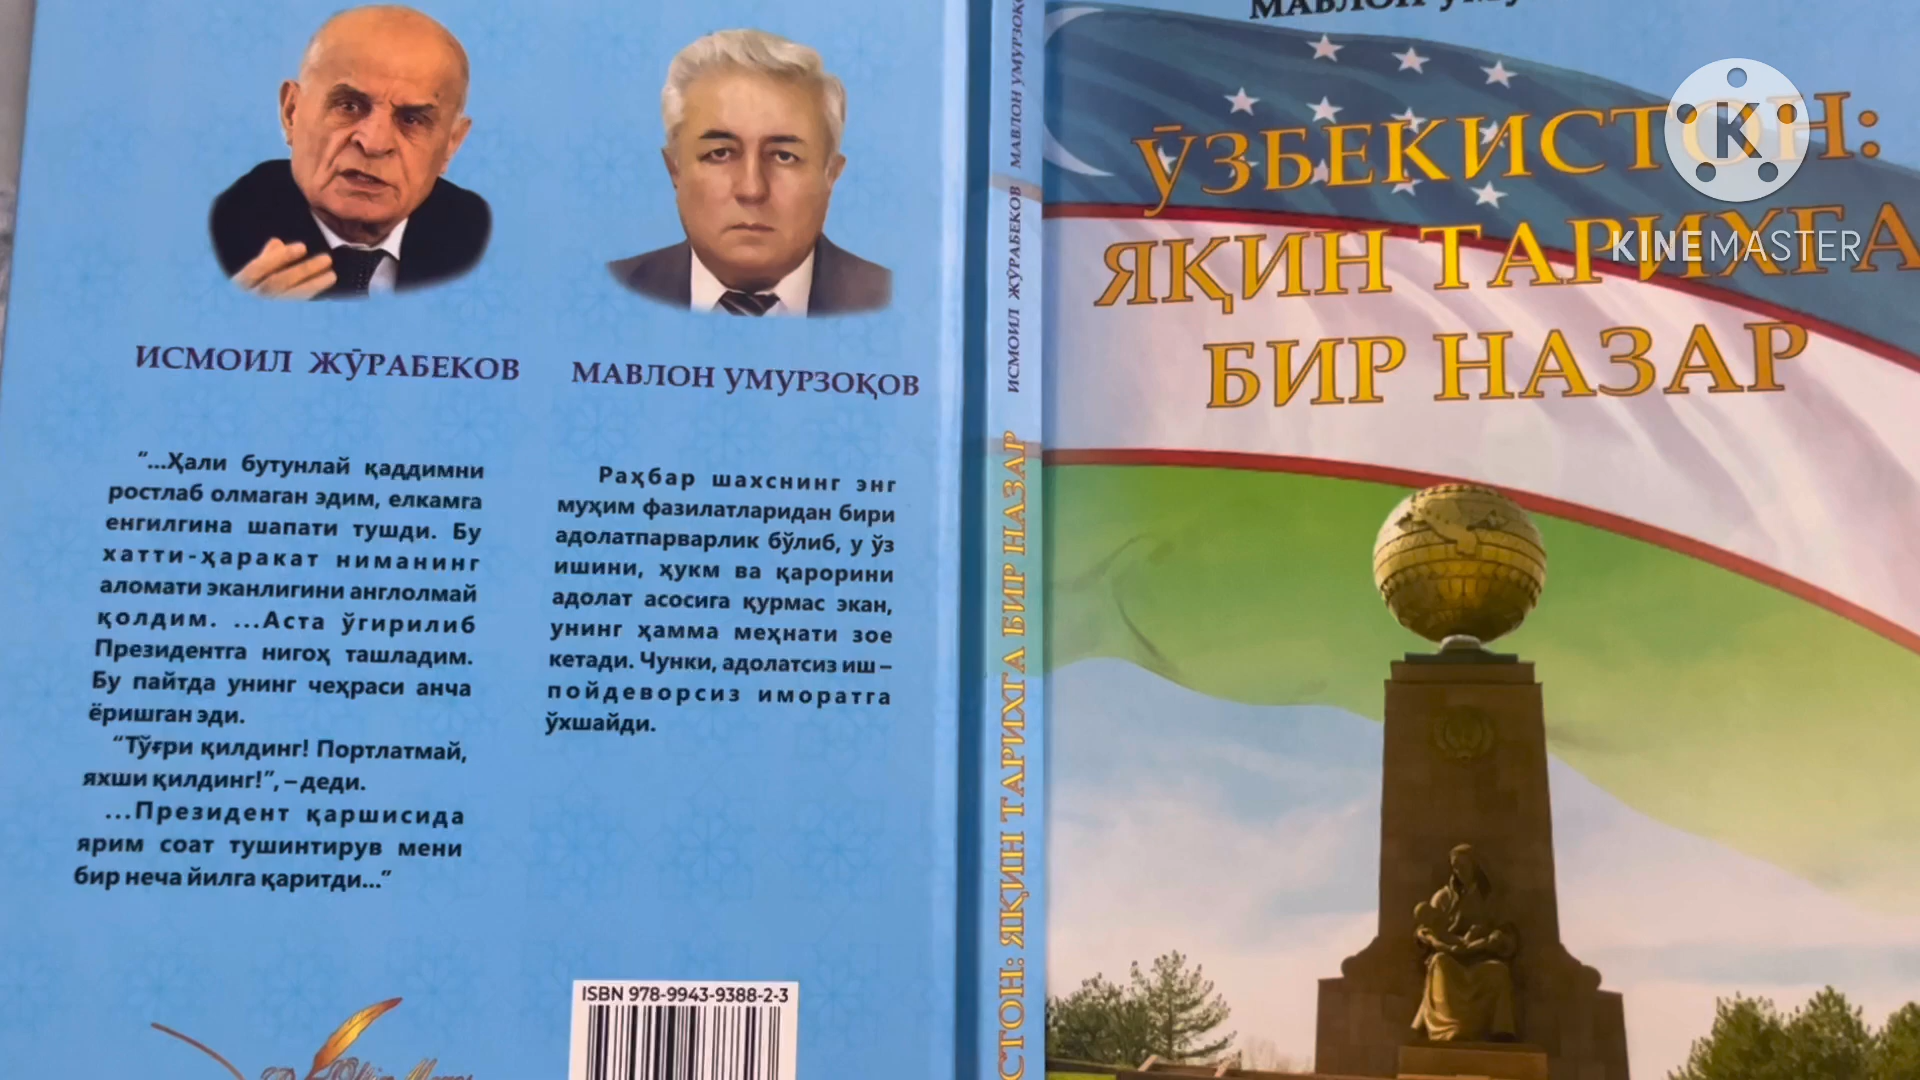 ИСМОИЛ ЖЎРАБЕКОВ
"...Ҳали бутунлай қаддимни
ростлаб олмаган эдим, елкамга
енгилгина шапати тушди. Бу
хатти-ҳаракат ниманинг
аломати эканлигини англолмай
қолдим. ...Аста ўгирилиб
Президентга нигоҳ ташладим.
Бу пайтда унинг чеҳраси анча
ёришган эди.
"Тўғри қилдинг! Портлатмай,
яхши қилдинг!", – деди.
...Президент қаршисида
ярим соат тушинтирув мени
бир неча йилга қаритди..."
МАВЛОН УМУРЗОҚОВ
Раҳбар шахснинг энг
муҳим фазилатларидан бири
адолатпарварлик бўлиб, у ўз
ишини, ҳукм ва қарорини
адолат асосига қурмас экан,
унинг ҳамма меҳнати зое
кетади. Чунки, адолатсиз иш –
пойдеворсиз иморатга
ўхшайди.
ISBN 978-9943-9388-2-3
ИСМОИЛ ЖЎРАБЕКОВ МАВЛОН УМУРЗОҚ
СТОН: ЯҚИН ТАРИХГА БИР НАЗАР
МАВЛОН
ЎЗБЕКИСТОН:
ЯҚИН ТАРИХГА
БИР НАЗАР
K
KINEMASTER